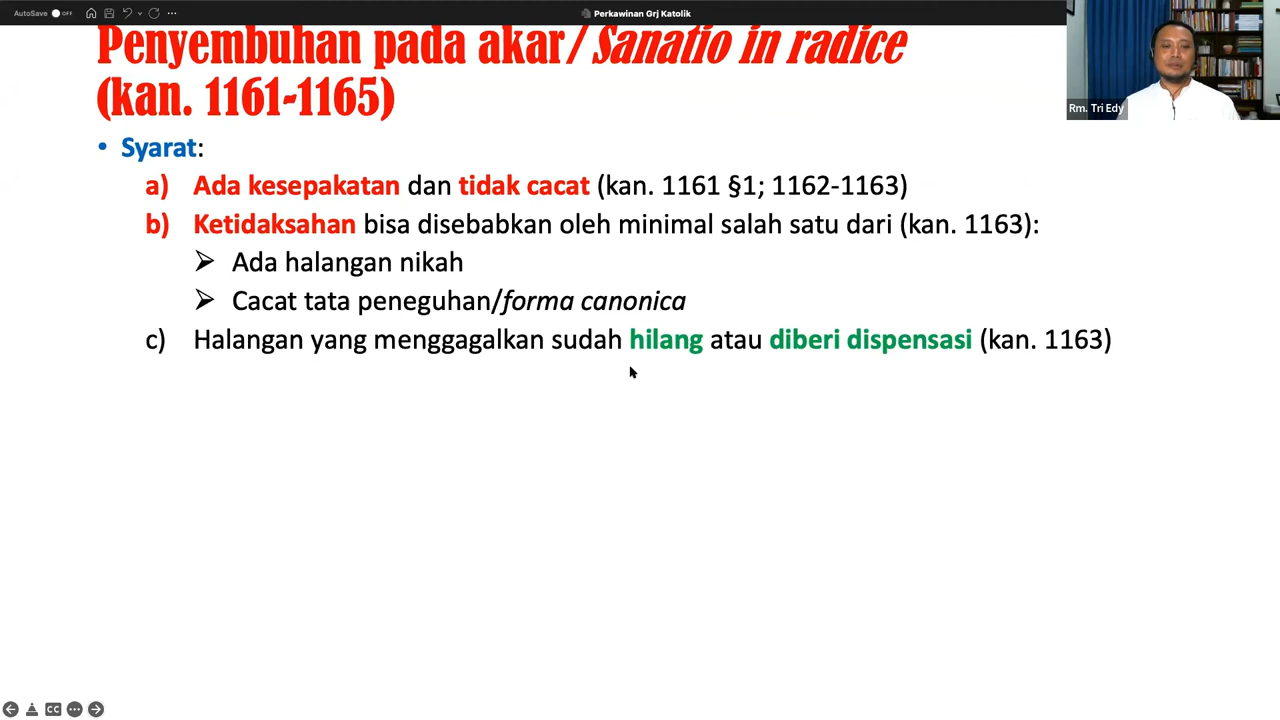 AutoSave OFF
Perkawinan Grj Katolik
Penyembuhan pada akar/Sanatio in radice
(kan. 1161-1165)
Rm. Tri Edy
• Syarat:
a) Ada kesepakatan dan tidak cacat (kan. 1161 §1; 1162-1163)
b) Ketidaksahan bisa disebabkan oleh minimal salah satu dari (kan. 1163):
➢ Ada halangan nikah
➢ Cacat tata peneguhan/forma canonica
c) Halangan yang menggagalkan sudah hilang atau diberi dispensasi (kan. 1163)
CC